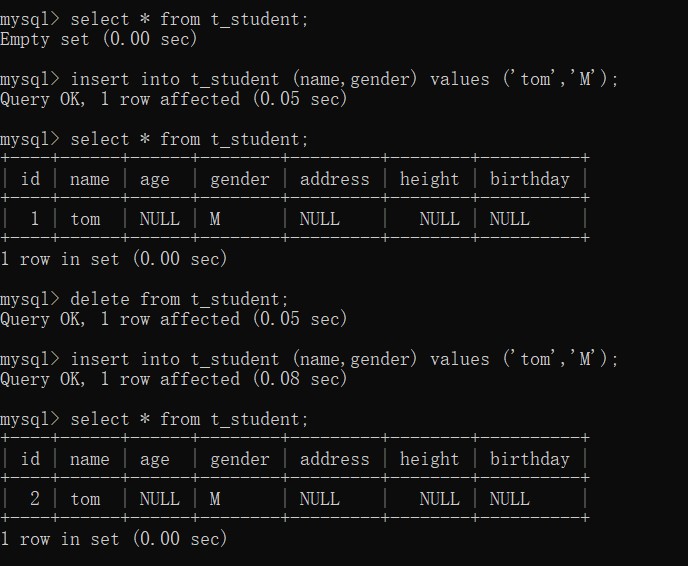 mysql> select * from t_student;
Empty set (0.00 sec)
mysql> insert into t_student (name,gender) values ('tom','M');
Query OK, 1 row affected (0.05 sec)
mysql> select * from t_student;
+----+------+------+--------+---------+--------+----------+
| id | name | age | gender | address | height | birthday |
+----+------+------+--------+---------+--------+----------+
| 1 | tom | NULL | M | NULL | NULL | NULL |
+----+------+------+--------+---------+--------+----------+
1 row in set (0.00 sec)
mysql> delete from t_student;
Query OK, 1 row affected (0.05 sec)
mysql> insert into t_student (name,gender) values ('tom','M');
Query OK, 1 row affected (0.08 sec)
mysql> select * from t_student;
+----+------+------+--------+---------+--------+----------+
| id | name | age | gender | address | height | birthday |
+----+------+------+--------+---------+--------+----------+
| 2 | tom | NULL | M | NULL | NULL | NULL |
+----+------+------+--------+---------+--------+----------+
1 row in set (0.00 sec)